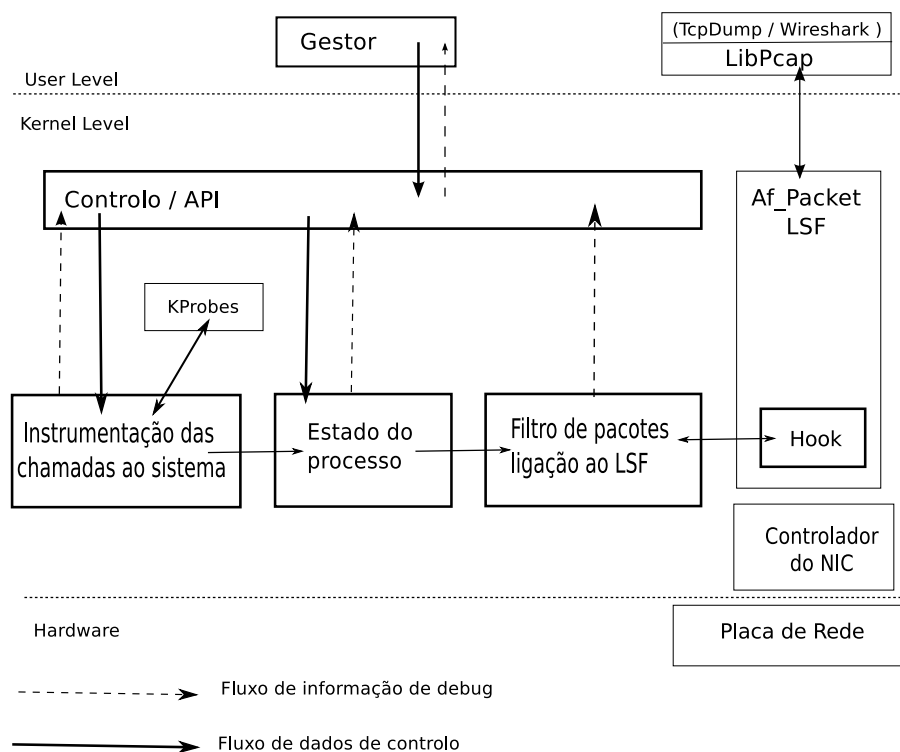 Gestor
(TcpDump / Wireshark )
LibPcap
User Level
Kernel Level
Controlo / API
Af_Packet
LSF
KProbes
Instrumentação das
chamadas ao sistema
Estado do
processo
Filtro de pacotes
ligação ao LSF
Hook
Controlador
do NIC
Hardware
Placa de Rede
Fluxo de informação de debug
Fluxo de dados de controlo